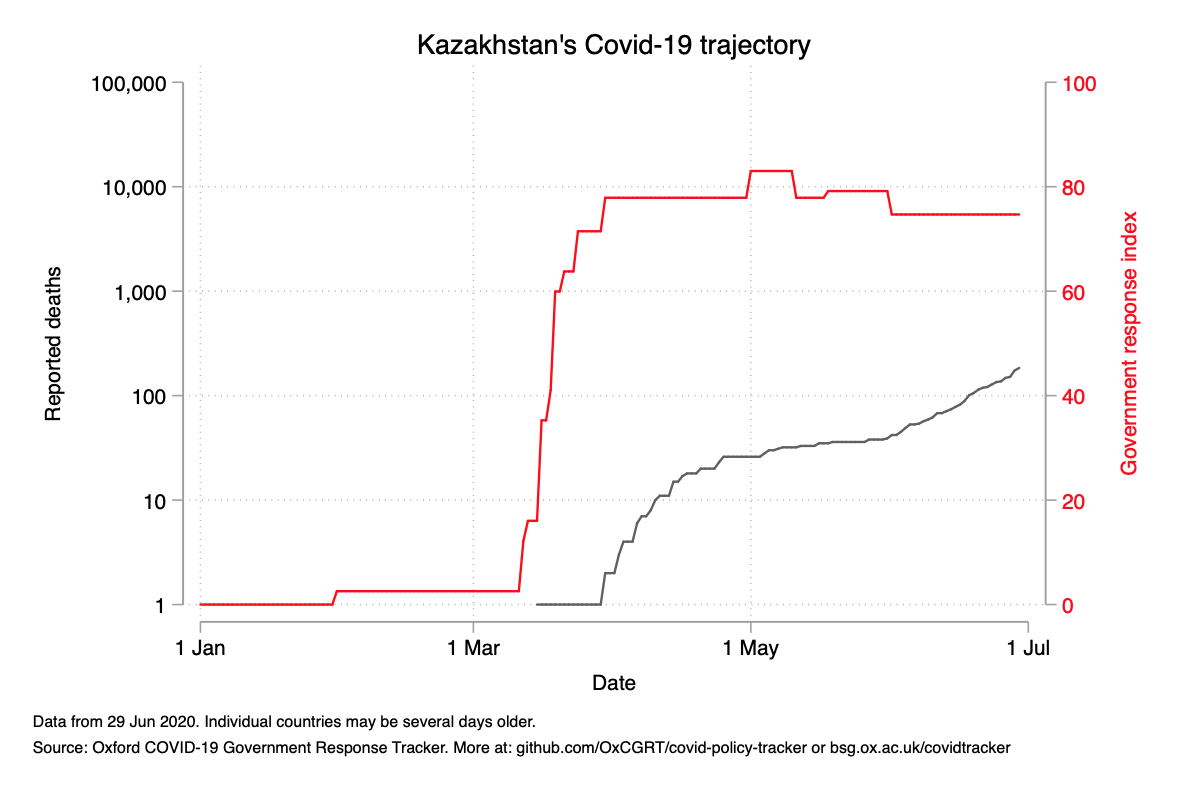 Kazakhstan's Covid-19 trajectory
100,000
10,000
1,000
100
10
1
Reported deaths
100
80
60
40
20
0
Government response index
1 Jan
1 Mar
1 May
1 Jul
Date
Data from 29 Jun 2020. Individual countries may be several days older.
Source: Oxford COVID-19 Government Response Tracker. More at: github.com/OxCGRT/covid-policy-tracker or bsg.ox.ac.uk/covidtracker